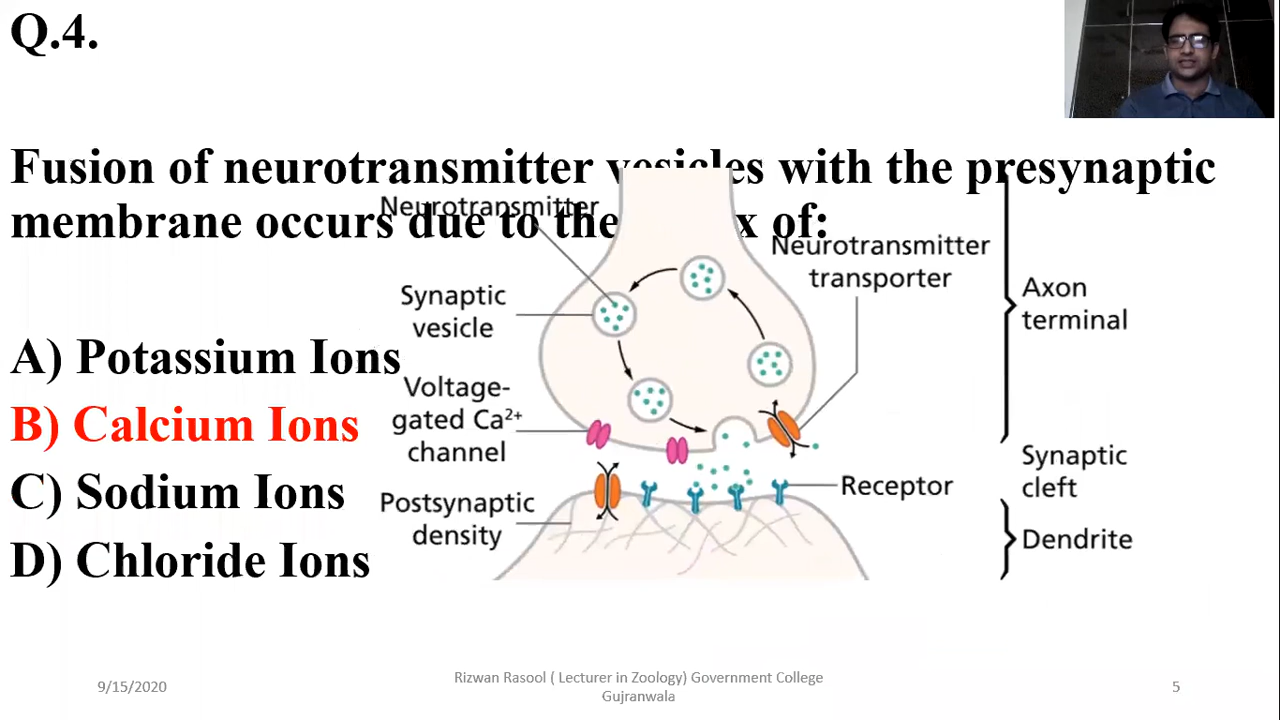 Q.4.
Fusion of neurotransmitter vesicles with the presynaptic
membrane occurs due to the x of:
A) Potassium Ions
B) Calcium Ions
C) Sodium Ions
D) Chloride Ions
Neurotransmitter
Synaptic
vesicle
Voltage-
gated Ca²⁺
channel
Postsynaptic
density
Neurotransmitter
transporter
Receptor
Axon
terminal
Synaptic
cleft
Dendrite
9/15/2020
Rizwan Rasool ( Lecturer in Zoology) Government College
Gujranwala
5